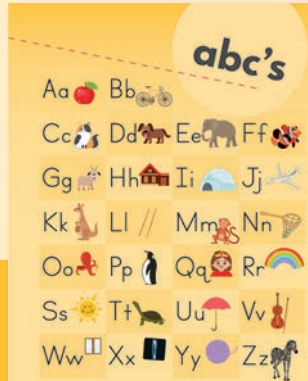 abc's
Aa Bb
Cc Dd Ee Ff
Gg Hh Ii Jj
Kk Ll Mm Nn
Oo Pp Qq Rr
Ss Tt Uu Vv
Ww Xx Yy Zz